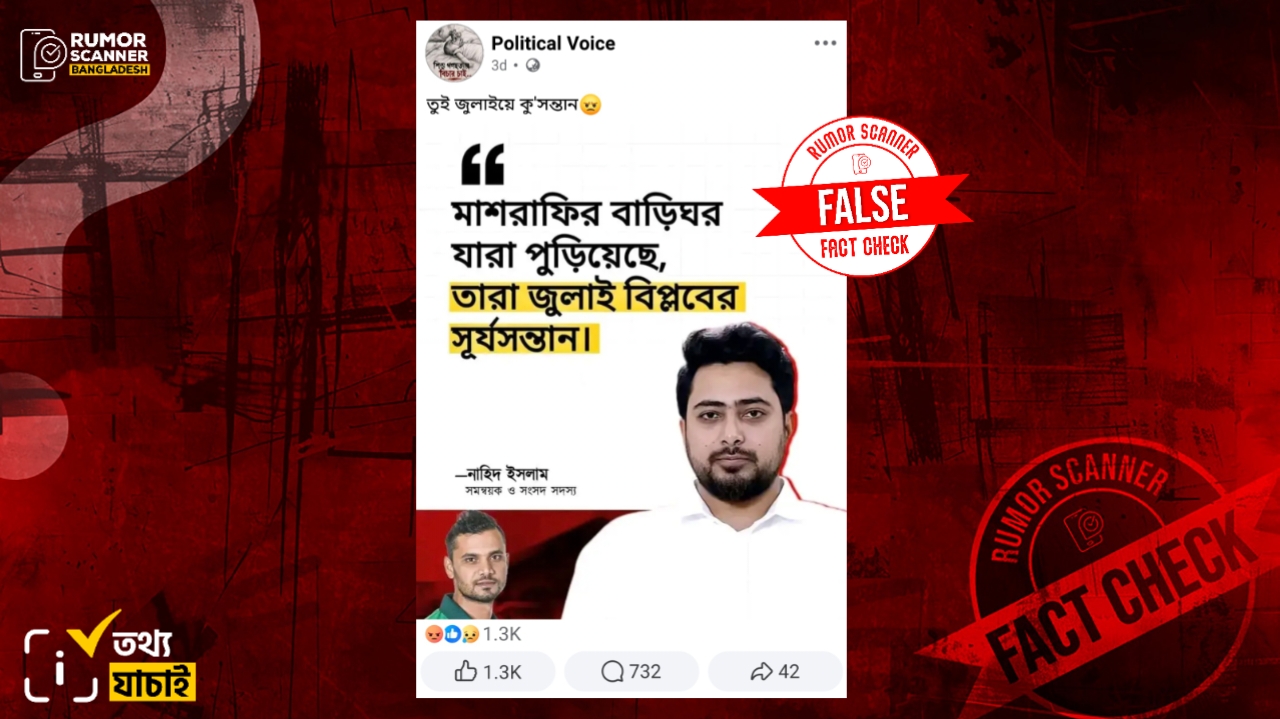 RUMOR
SCANNER
BANGLADESH
Political Voice
3d
তুই জুলাইয়ে কু'সন্তান
মাশরাফির বাড়িঘর
যারা পুড়িয়েছে,
তারা জুলাই বিপ্লবের
সূর্যসন্তান।
—নাহিদ ইসলাম
সমন্বয়ক ও সংসদ সদস্য
1.3K
1.3K
732
42
RUMOR SCANNER
FALSE
FACT CHECK
RUMOR SCANNER
FACT CHECK
তথ্য
যাচাই